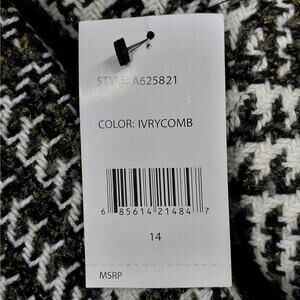 STYLE: A625821
COLOR: IVRYCOMB
6 85614 21484 7
14
MSRP